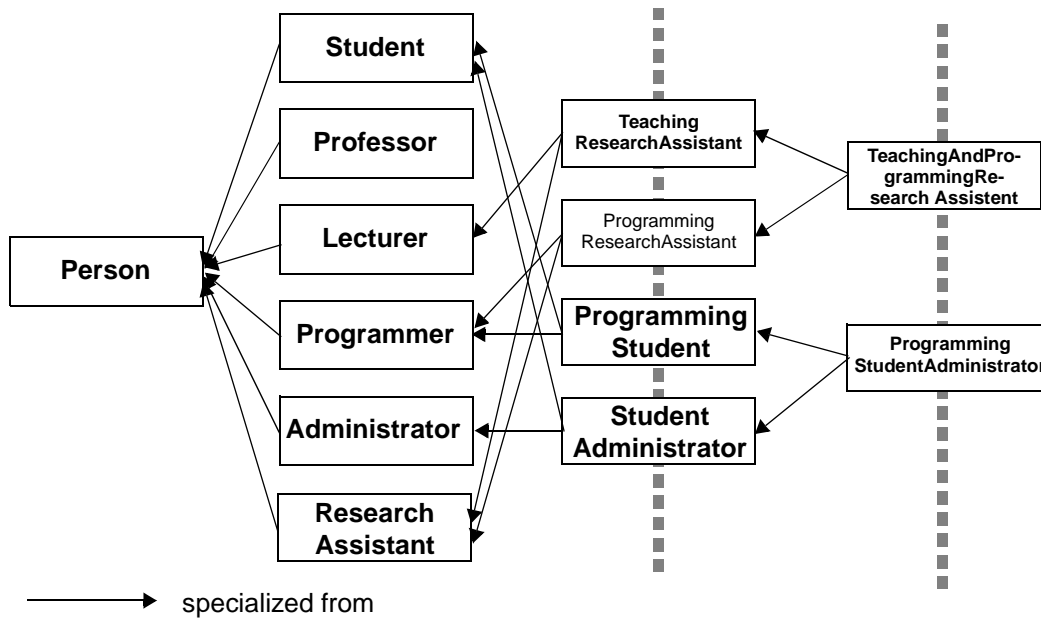 Student
Professor
Lecturer
Person
Programmer
Administrator
Research
Assistant
Teaching
ResearchAssistant
Programming
ResearchAssistant
Programming
Student
Student
Administrator
TeachingAndPro-
grammingRe-
search Assistent
Programming
StudentAdministrator
specialized from